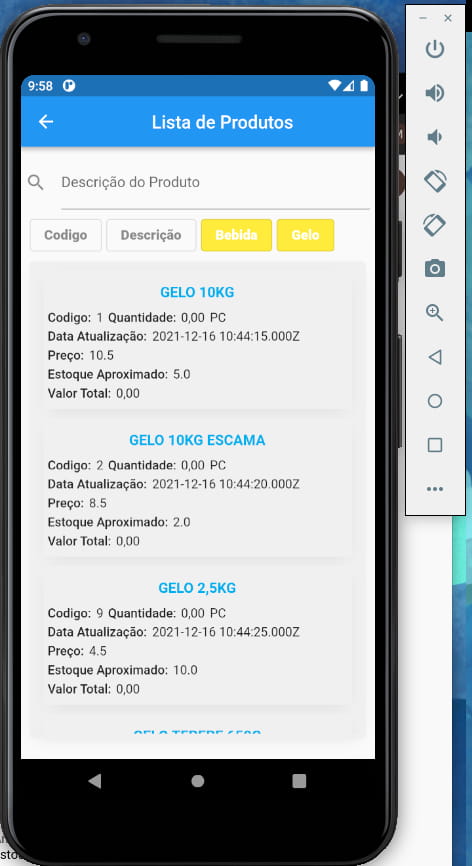 9:58
Lista de Produtos
Descrição do Produto
Codigo Descrição Bebida Gelo
GELO 10KG
Codigo: 1 Quantidade: 0,00 PC
Data Atualização: 2021-12-16 10:44:15.000Z
Preço: 10.5
Estoque Aproximado: 5.0
Valor Total: 0,00
GELO 10KG ESCAMA
Codigo: 2 Quantidade: 0,00 PC
Data Atualização: 2021-12-16 10:44:20.000Z
Preço: 8.5
Estoque Aproximado: 2.0
Valor Total: 0,00
GELO 2,5KG
Codigo: 9 Quantidade: 0,00 PC
Data Atualização: 2021-12-16 10:44:25.000Z
Preço: 4.5
Estoque Aproximado: 10.0
Valor Total: 0,00
GELO